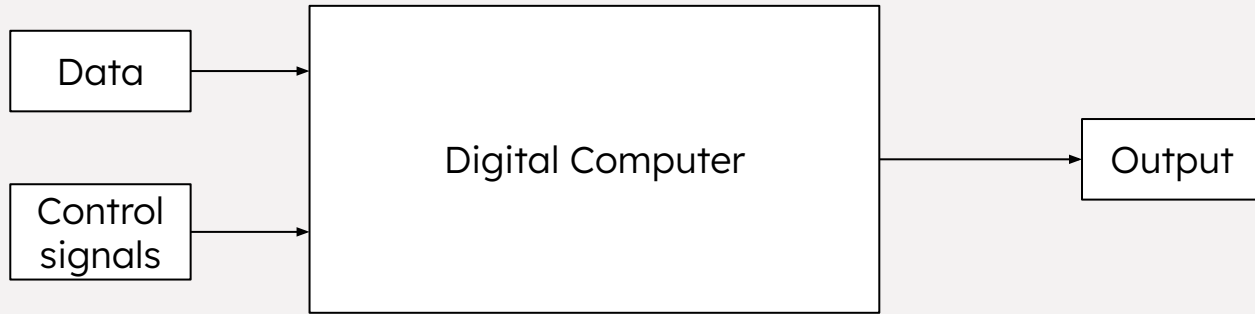 Data
Digital Computer
Output
Control
signals